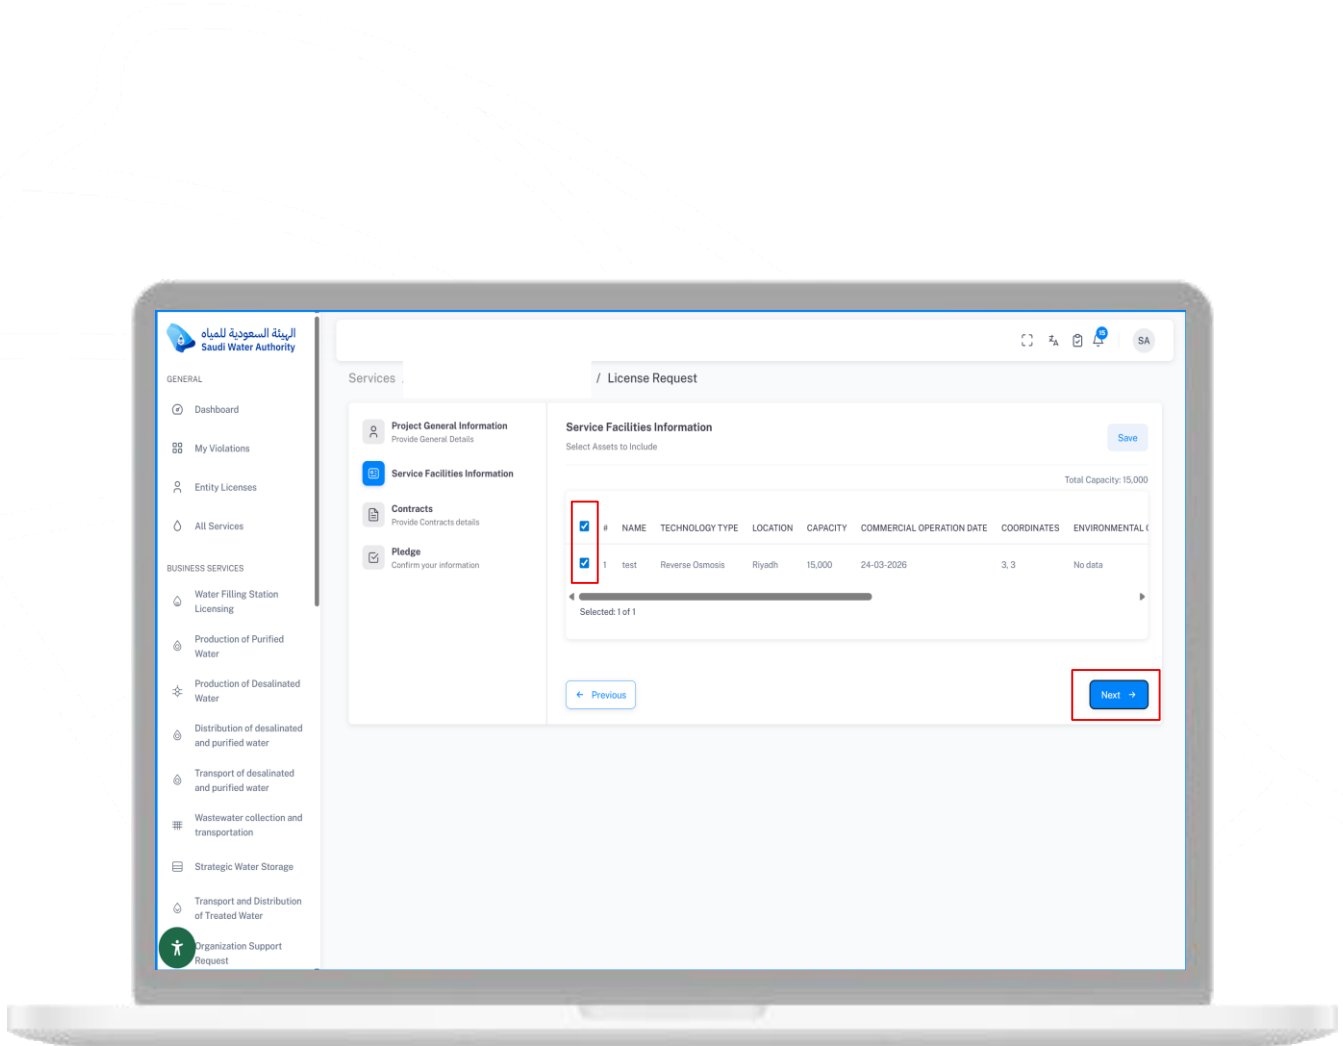 الهيئة السعودية للمياه
Saudi Water Authority
GENERAL
Dashboard
My Violations
Entity Licenses
All Services
BUSINESS SERVICES
Water Filling Station
Licensing
Production of Purified
Water
Production of Desalinated
Water
Distribution of desalinated
and purified water
Transport of desalinated
and purified water
Wastewater collection and
transportation
Strategic Water Storage
Transport and Distribution
of Treated Water
Organization Support
Request
15
SA
Services / License Request
Project General Information
Provide General Details
Service Facilities Information
Contracts
Provide Contracts details
Pledge
Confirm your information
Service Facilities Information
Select Assets to Include
Save
Total Capacity: 15,000
# NAME TECHNOLOGY TYPE LOCATION CAPACITY COMMERCIAL OPERATION DATE COORDINATES ENVIRONMENTAL
1 test Reverse Osmosis Riyadh 15,000 24-03-2026 3, 3 No data
Selected: 1 of 1
← Previous
Next →